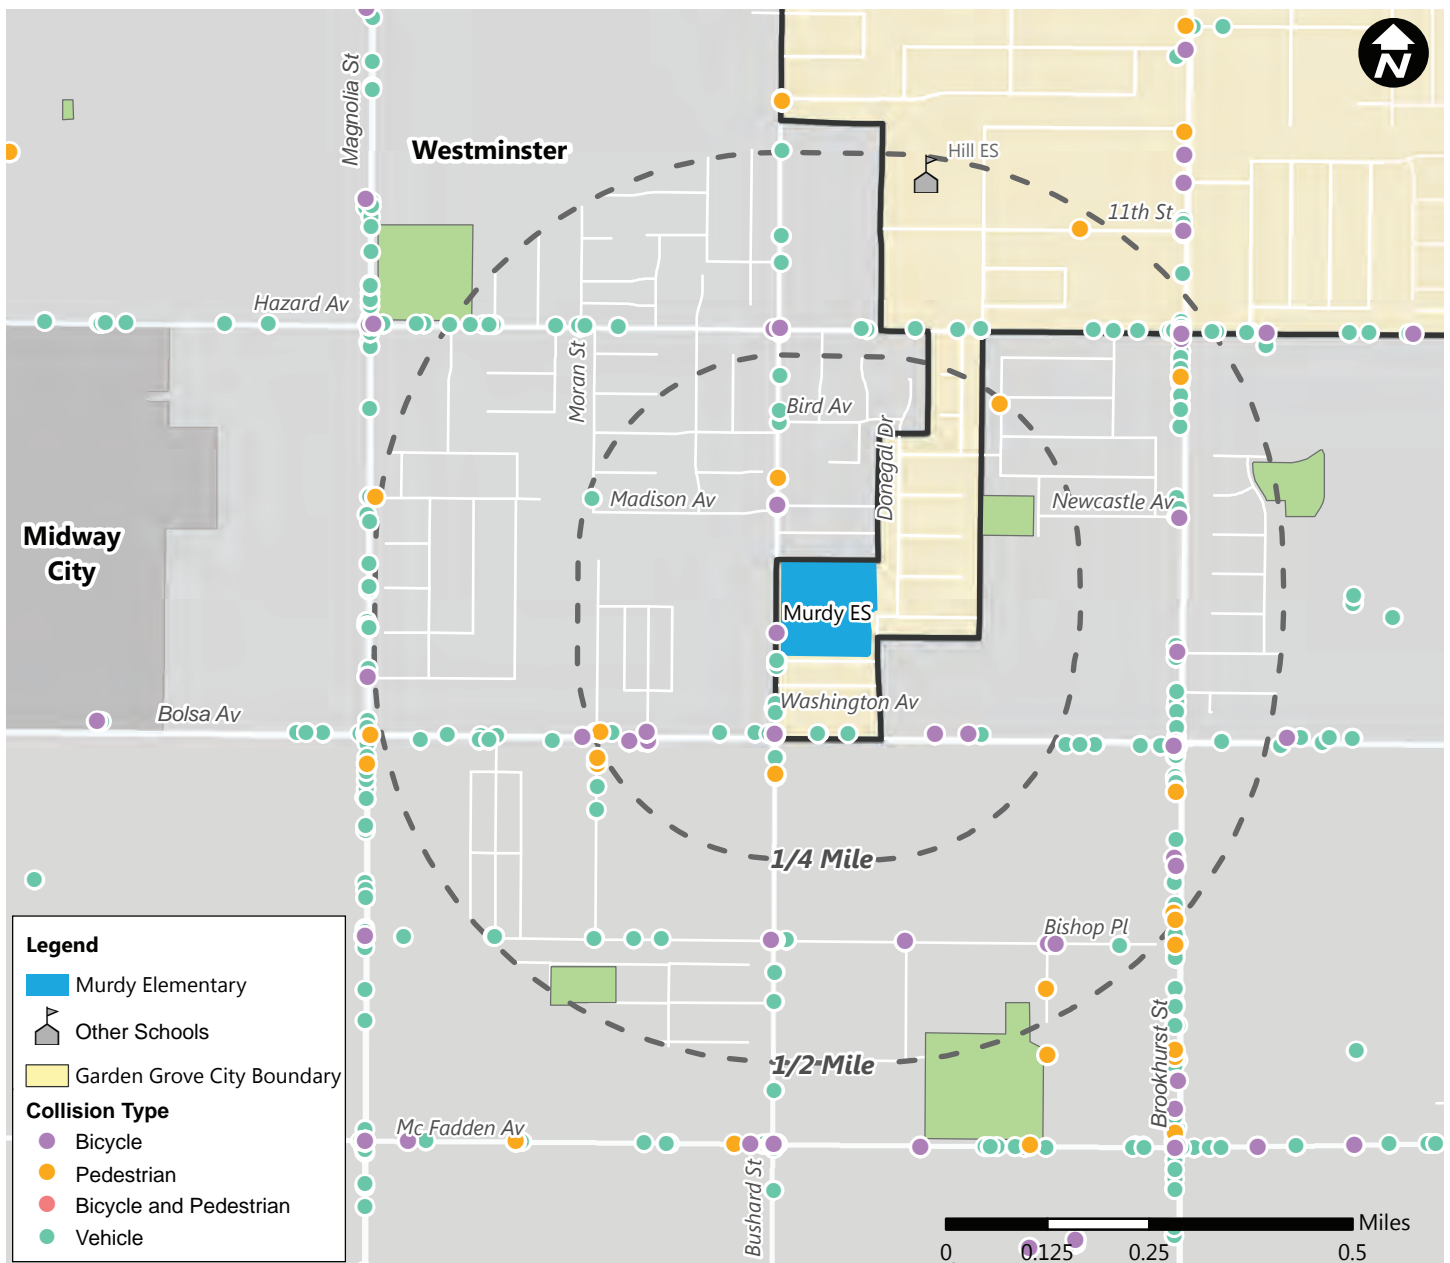 N
Magnolia St
Westminster
Hill ES
11th St
Hazard Av
Moran St
Bird Av
Donegal Dr
Madison Av
Newcastle Av
Midway
City
Murdy ES
Washington Av
Bolsa Av
1/4 Mile
Bishop Pl
1/2 Mile
Brookhurst St
Mc Fadden Av
Bushard St
Legend
Murdy Elementary
Other Schools
Garden Grove City Boundary
Collision Type
Bicycle
Pedestrian
Bicycle and Pedestrian
Vehicle
Miles
0 0.125 0.25 0.5